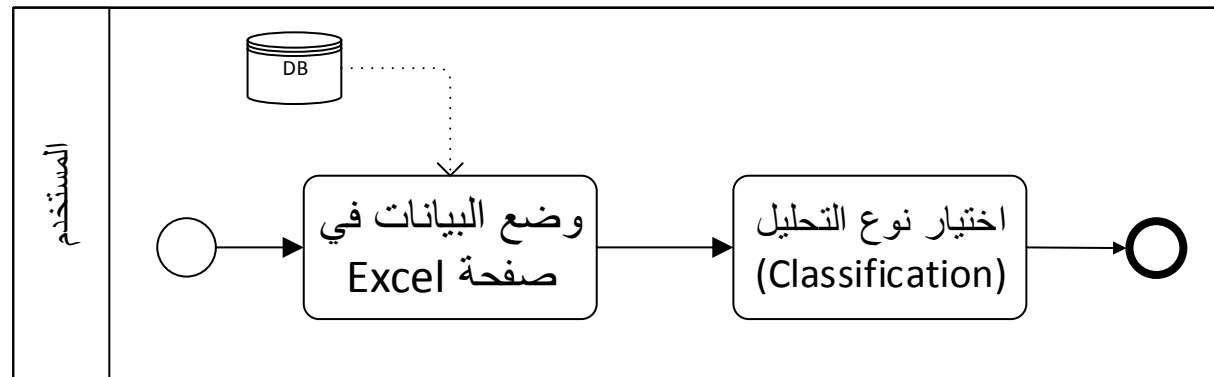 DB
المستخدم
وضع البيانات في
صفحة Excel
اختيار نوع التحليل
(Classification)